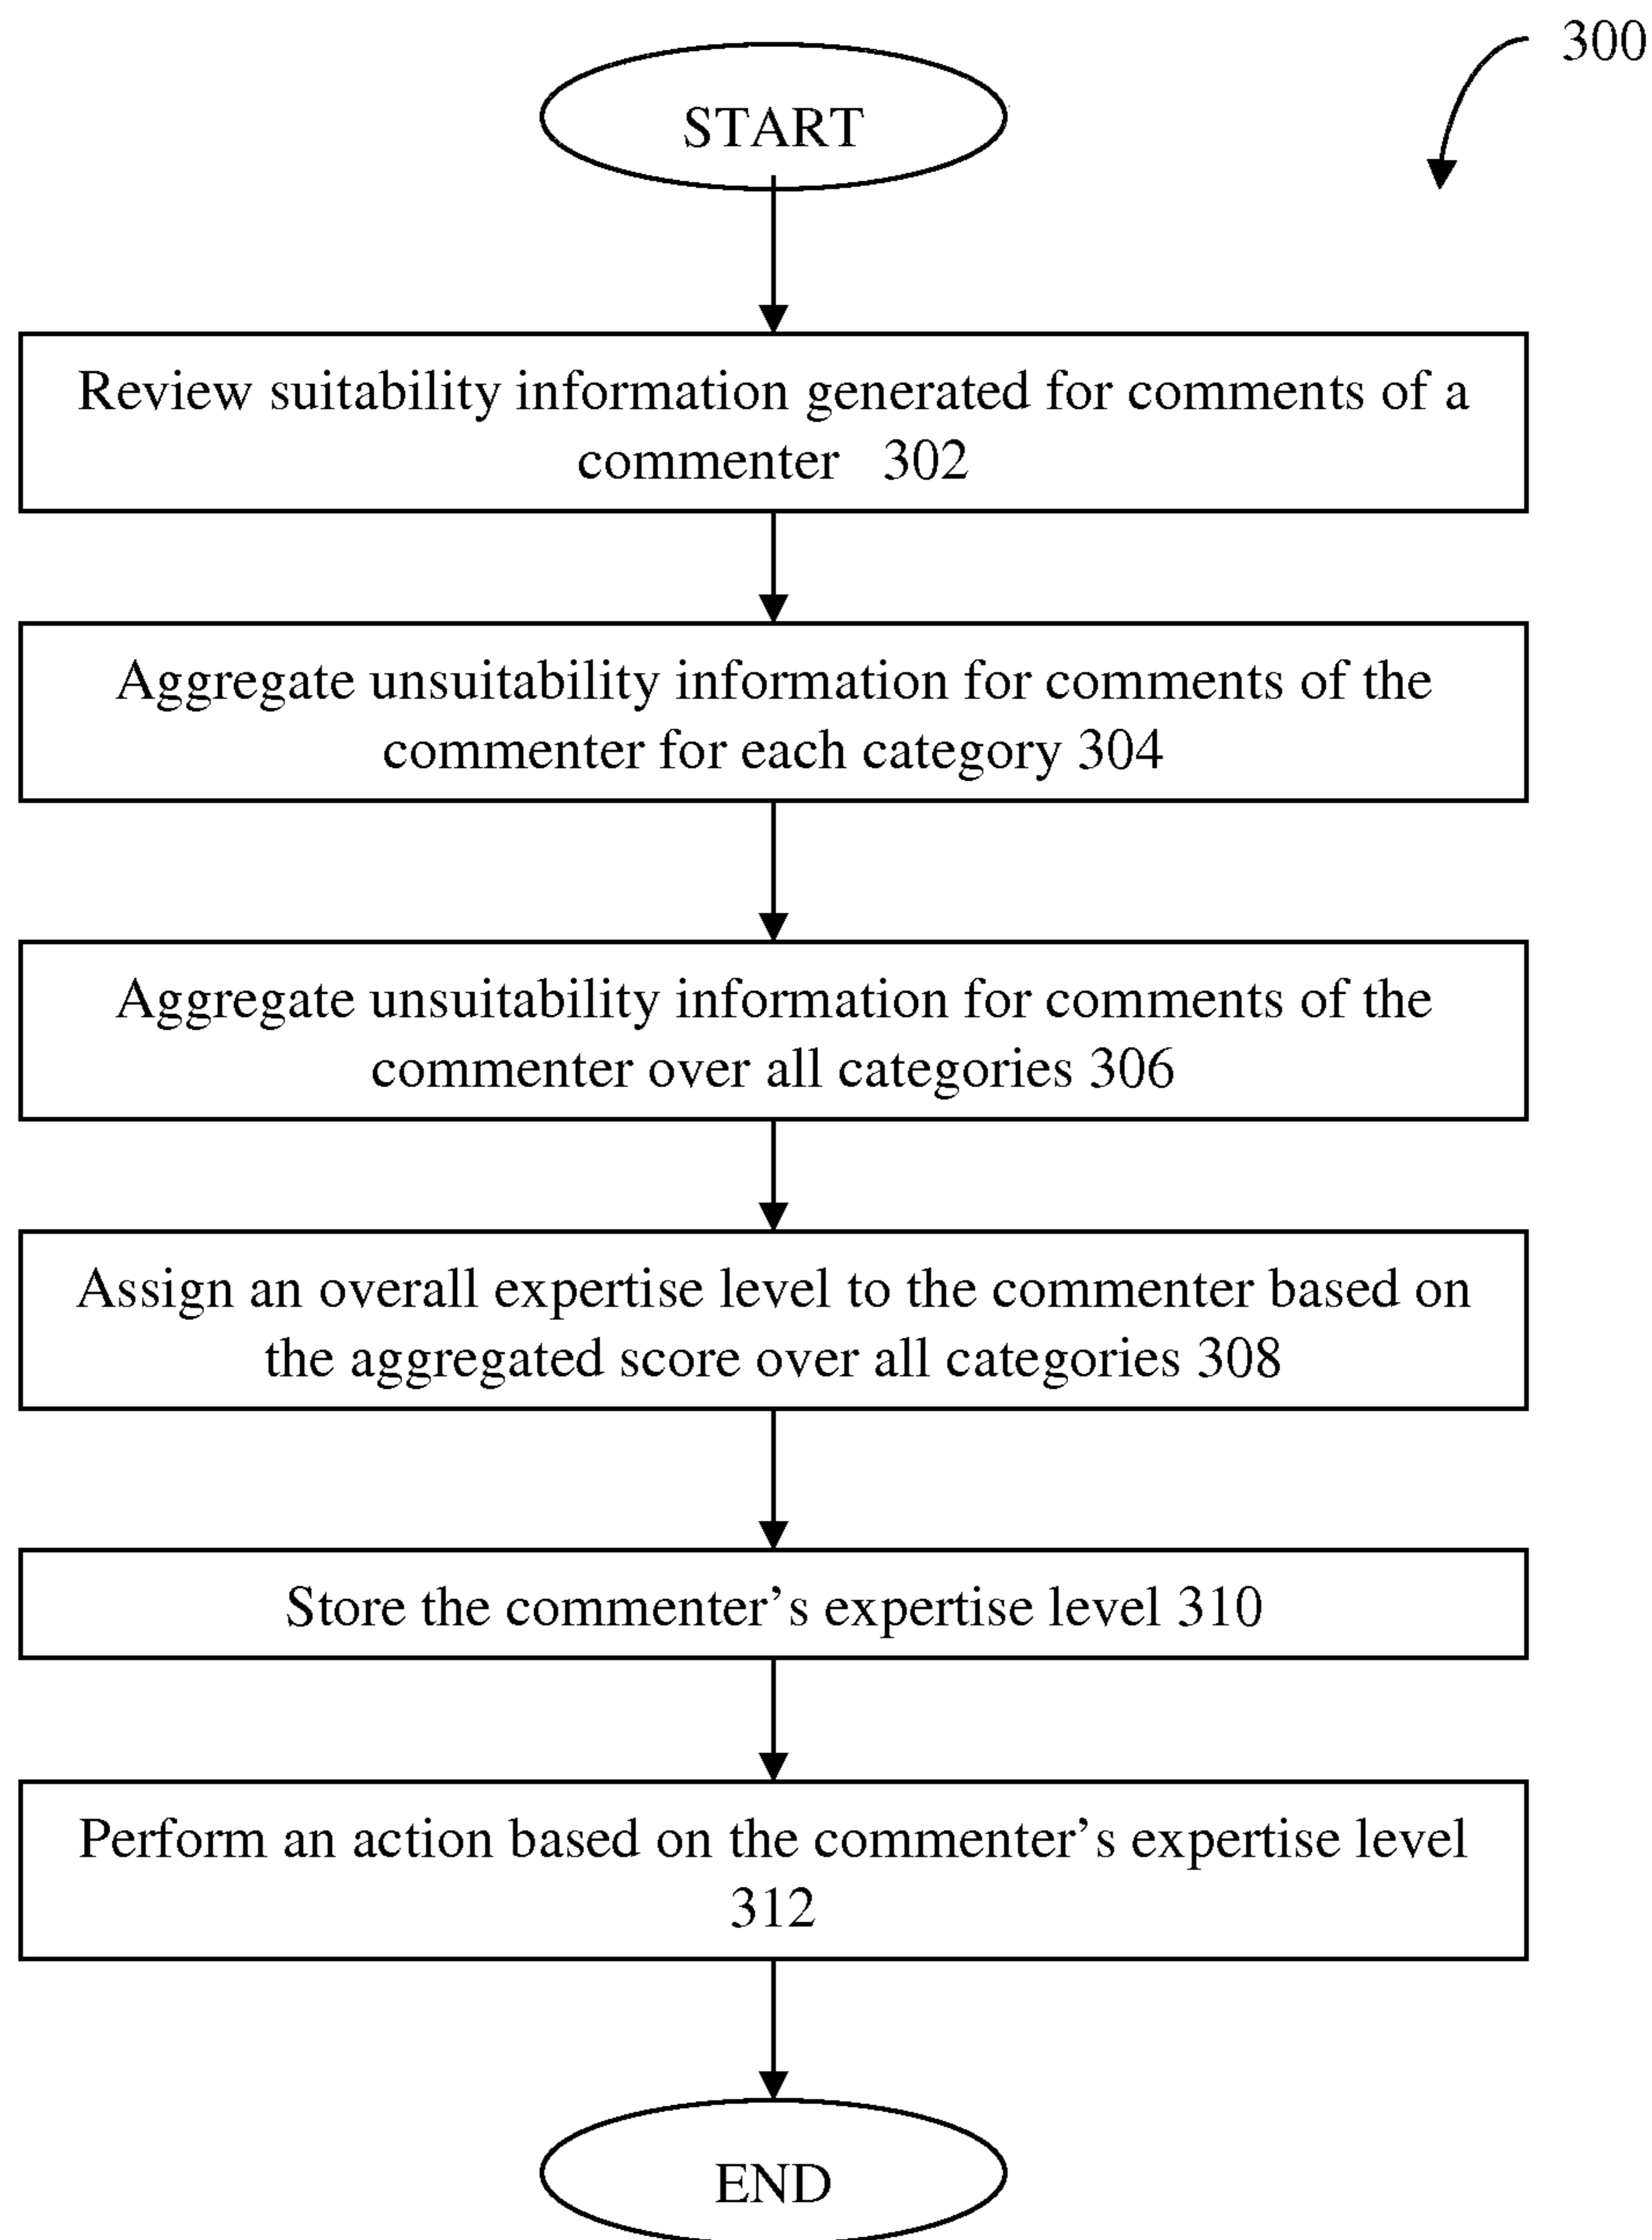 300
START
Review suitability information generated for comments of a
commenter 302
Aggregate unsuitability information for comments of the
commenter for each category 304
Aggregate unsuitability information for comments of the
commenter over all categories 306
Assign an overall expertise level to the commenter based on
the aggregated score over all categories 308
Store the commenter’s expertise level 310
Perform an action based on the commenter’s expertise level
312
END